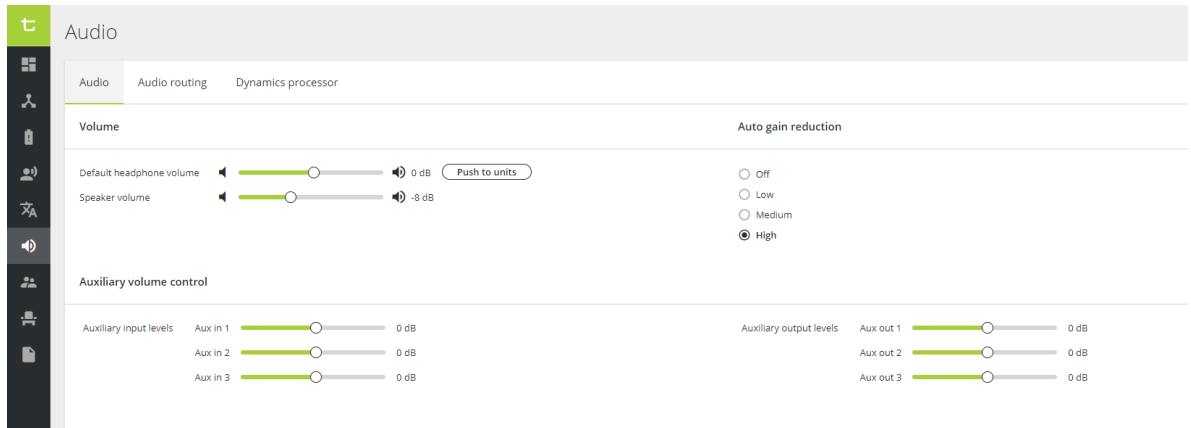 t
Audio
Audio Audio routing Dynamics processor
Volume
Default headphone volume 0 dB Push to units
Speaker volume -8 dB
Auto gain reduction
Off
Low
Medium
High
Auxiliary volume control
Auxiliary input levels Aux in 1 0 dB
Aux in 2 0 dB
Aux in 3 0 dB
Auxiliary output levels Aux out 1 0 dB
Aux out 2 0 dB
Aux out 3 0 dB